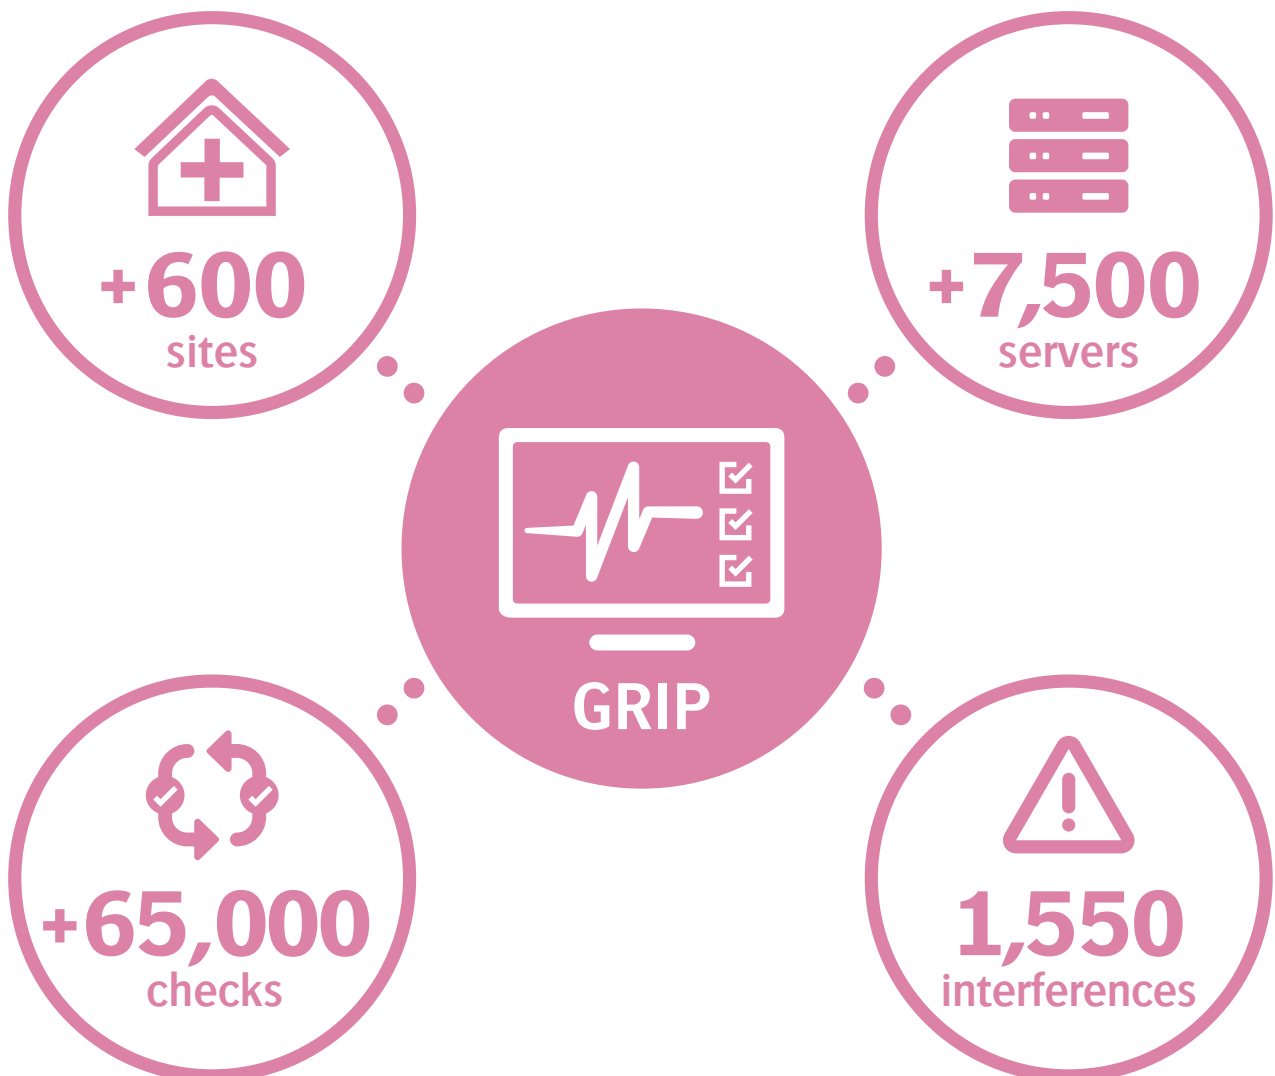 +600
sites
+7,500
servers
GRIP
+65,000
checks
1,550
interferences